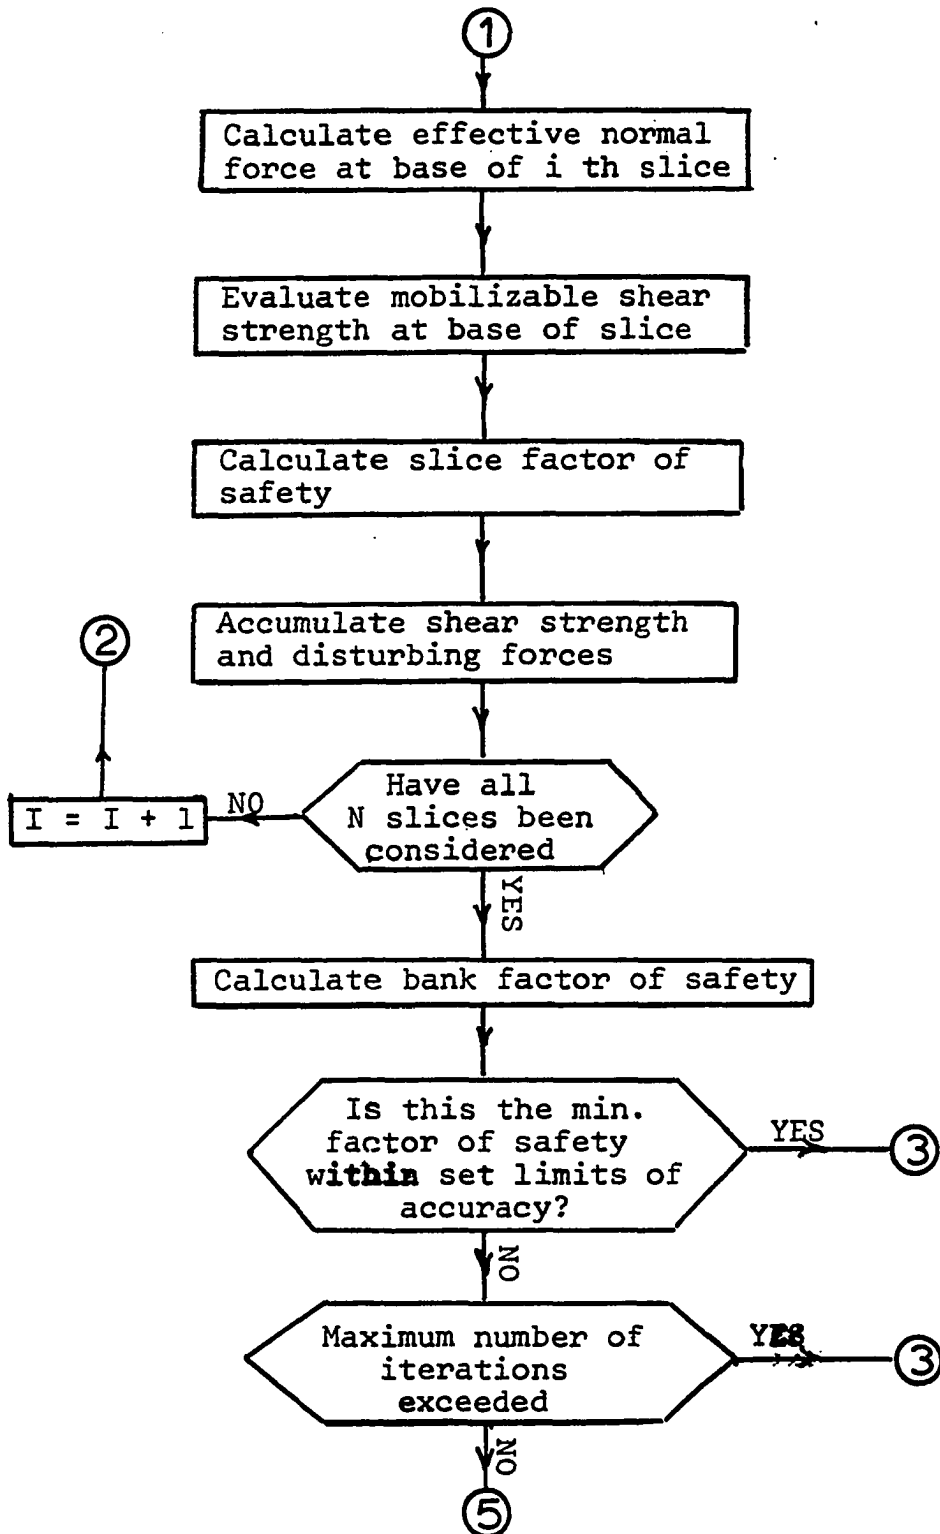 1
Calculate effective normal
force at base of i th slice
Evaluate mobilizable shear
strength at base of slice
Calculate slice factor of
safety
Accumulate shear strength
and disturbing forces
2
Have all
N slices been
considered
NO
I = I + 1
YES
Calculate bank factor of safety
Is this the min.
factor of safety
within set limits of
accuracy?
YES
3
NO
Maximum number of
iterations
exceeded
YES
3
NO
5